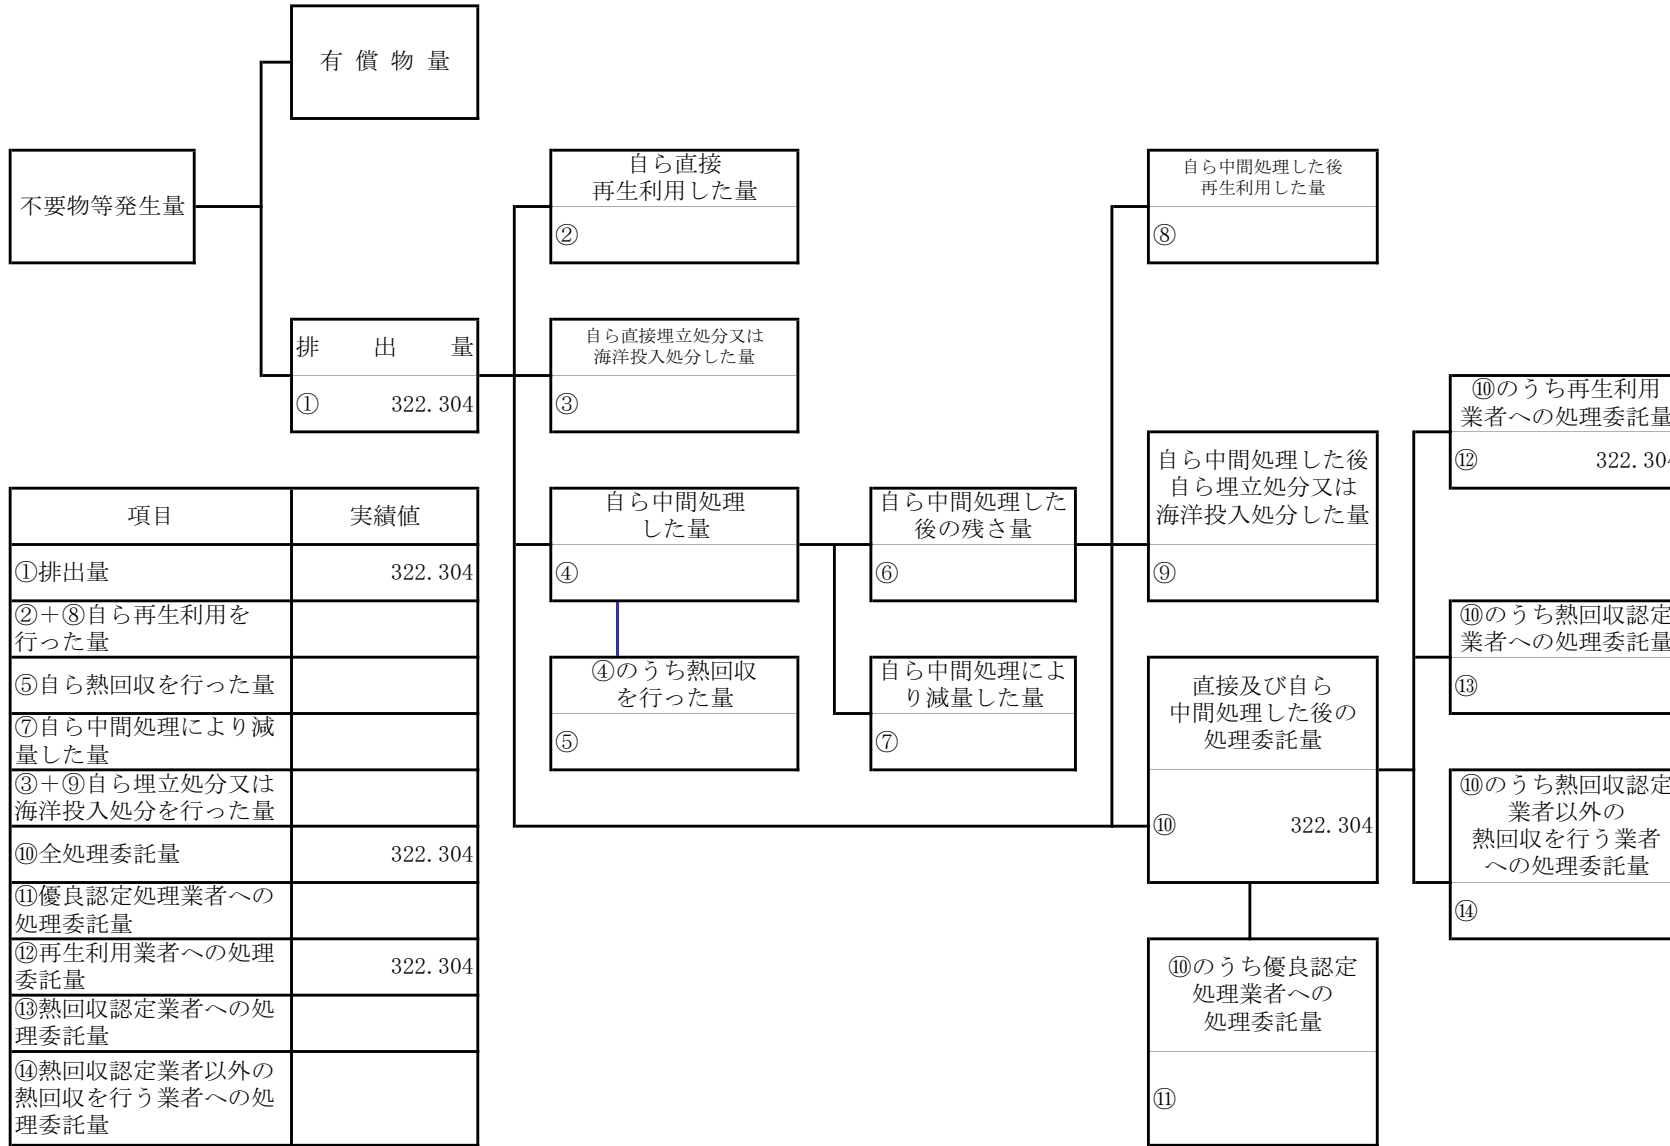 有償物量
不要物等発生量
排出量
① 322.304
自ら直接
再生利用した量
②
自ら直接埋立処分又は
海洋投入処分した量
③
自ら中間処理
した量
④
④のうち熱回収
を行った量
⑤
自ら中間処理した
後の残さ量
⑥
自ら中間処理によ
り減量した量
⑦
自ら中間処理した後
再生利用した量
⑧
自ら中間処理した後
自ら埋立処分又は
海洋投入処分した量
⑨
直接及び自ら
中間処理した後の
処理委託量
⑩ 322.304
⑩のうち優良認定
処理業者への
処理委託量
⑪
⑩のうち再生利用
業者への処理委託量
⑫ 322.304
⑩のうち熱回収認定
業者への処理委託量
⑬
⑩のうち熱回収認定
業者以外の
熱回収を行う業者
への処理委託量
⑭
項目 実績値
①排出量 322.304
②+⑧自ら再生利用を
行った量
⑤自ら熱回収を行った量
⑦自ら中間処理により減
量した量
③+⑨自ら埋立処分又は
海洋投入処分を行った量
⑩全処理委託量 322.304
⑪優良認定処理業者への
処理委託量
⑫再生利用業者への処理
委託量 322.304
⑬熱回収認定業者への処
理委託量
⑭熱回収認定業者以外の
熱回収を行う業者への処
理委託量